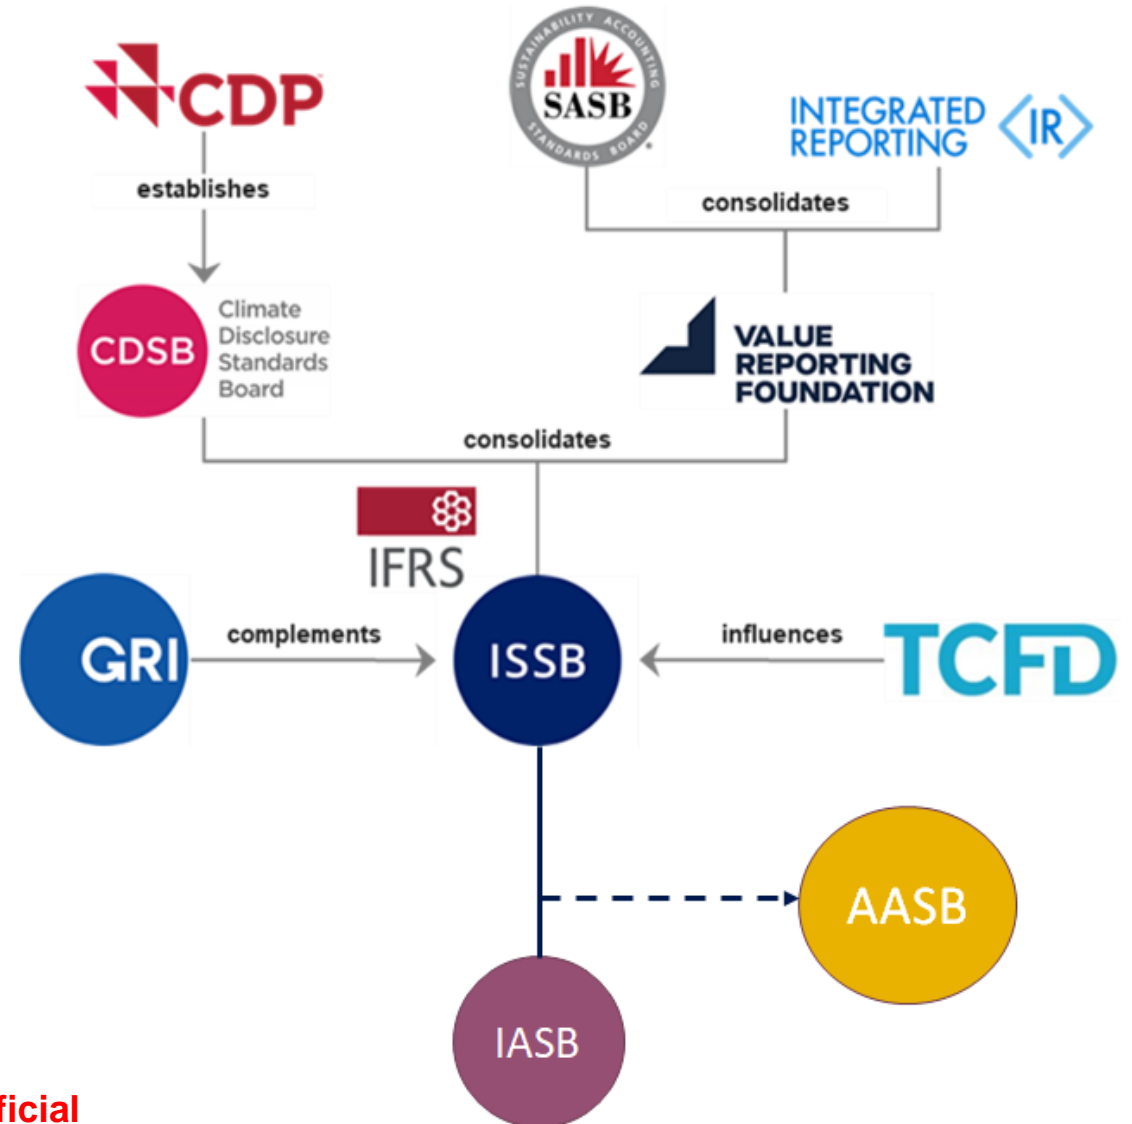 CDP
SUSTAINABILITY ACCOUNTING
SASB
STANDARDS BOARD
INTEGRATED
REPORTING
<IR>
establishes
consolidates
CDSB
Climate
Disclosure
Standards
Board
VALUE
REPORTING
FOUNDATION
consolidates
IFRS
GRI
complements
ISSB
influences
TCFD
AASB
IASB
ficial